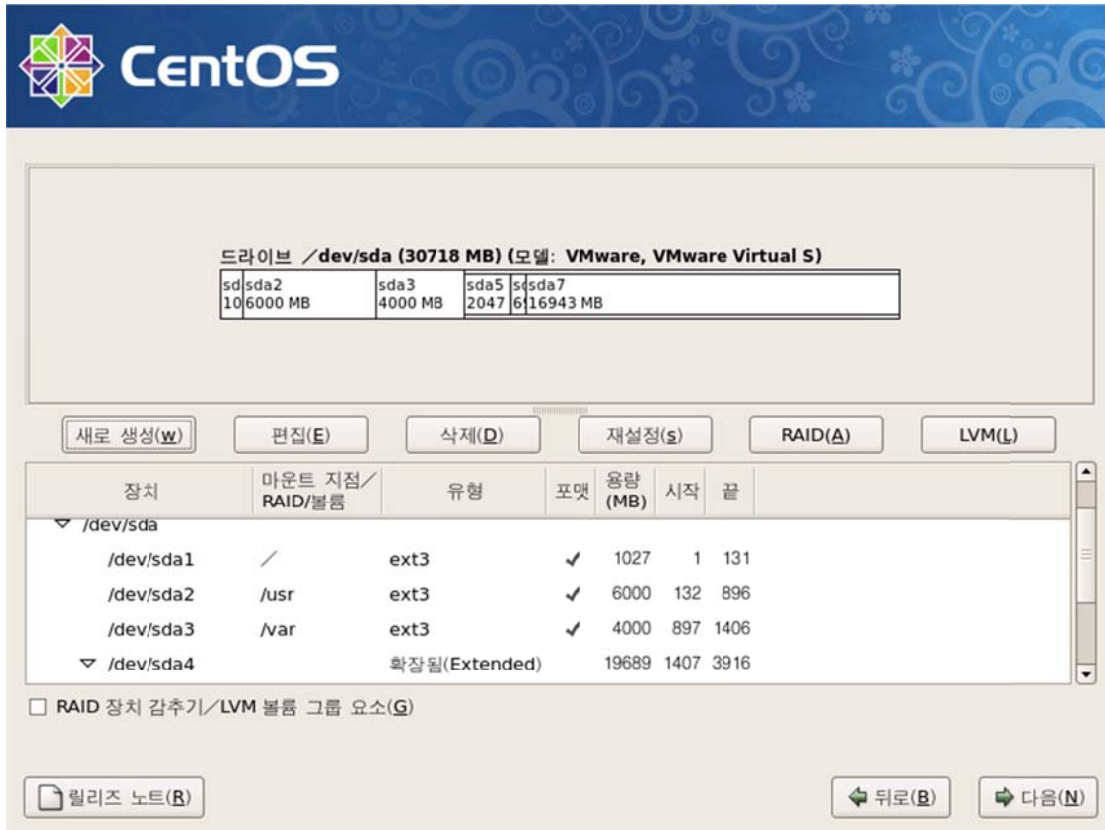 CentOS
드라이브 ／dev/sda (30718 MB) (모델: VMware, VMware Virtual S)
sd sda2 sda3 sda5 sda7
10 6000 MB 4000 MB 2047 16943 MB
새로 생성(w) 편집(E) 삭제(D) 재설정(s) RAID(A) LVM(L)
장치 마운트 지점／RAID/볼륨 유형 포맷 용량(MB) 시작 끝
/dev/sda
/dev/sda1 ／ ext3 1027 1 131
/dev/sda2 /usr ext3 6000 132 896
/dev/sda3 /var ext3 4000 897 1406
/dev/sda4 확장됨(Extended) 19689 1407 3916
RAID 장치 감추기／LVM 볼륨 그룹 요소(G)
릴리즈 노트(R) 뒤로(B) 다음(N)